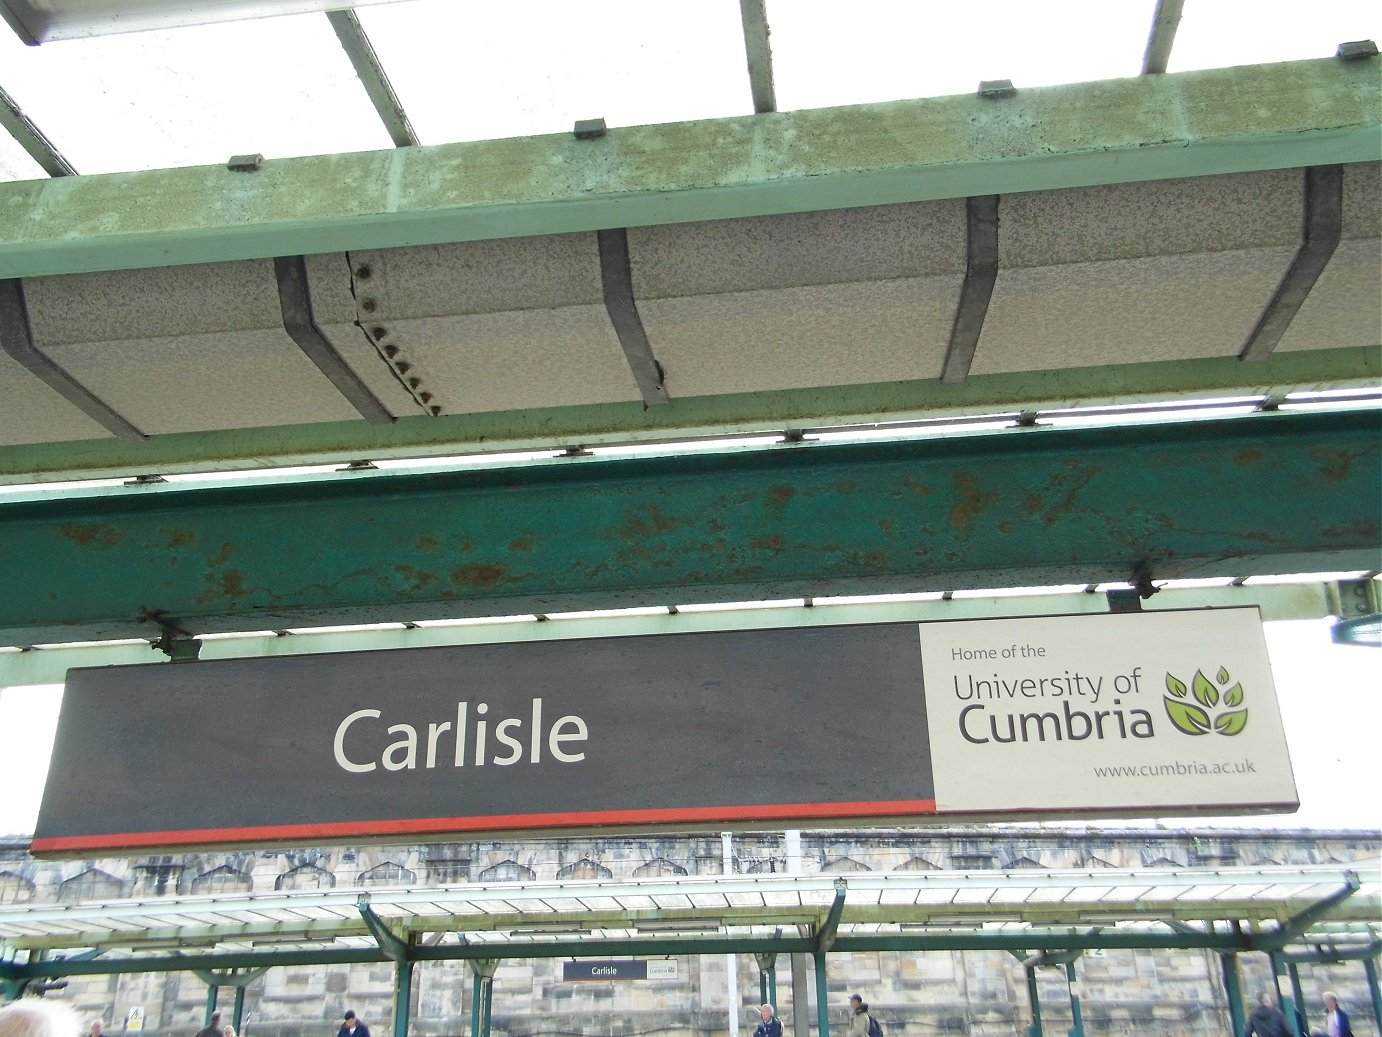 Carlisle
Home of the
University of
Cumbria
www.cumbria.ac.uk
Carlisle